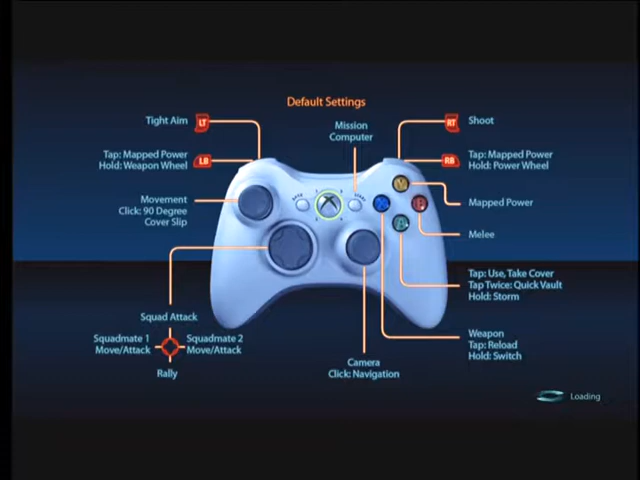 Default Settings
Tight Aim
LT
Mission
Computer
RT
Shoot
Tap: Mapped Power
Hold: Weapon Wheel
LB
RB
Tap: Mapped Power
Hold: Power Wheel
Movement
Click: 90 Degree
Cover Slip
Y
X
B
A
Mapped Power
Melee
Tap: Use, Take Cover
Tap Twice: Quick Vault
Hold: Storm
Squad Attack
Squadmate 1
Move/Attack
Squadmate 2
Move/Attack
Rally
Camera
Click: Navigation
Weapon
Tap: Reload
Hold: Switch
Loading